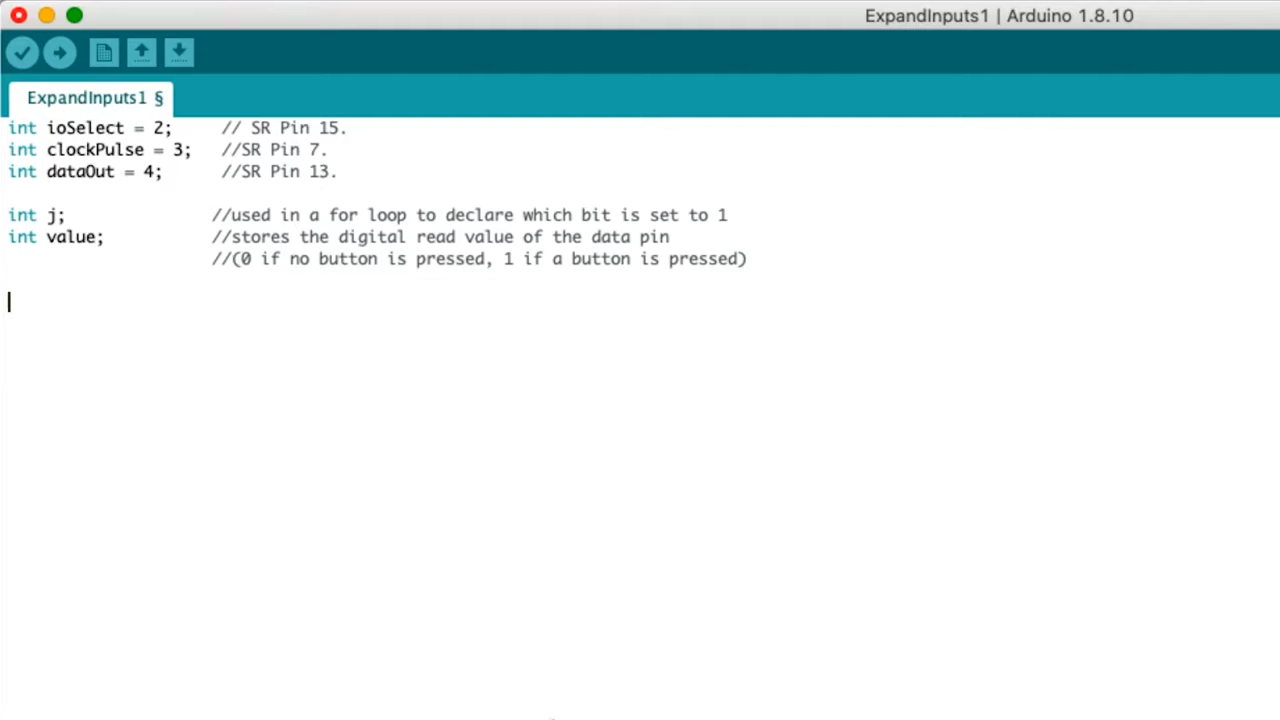 ExpandInputs1 | Arduino 1.8.10
ExpandInputs1 §
int ioSelect = 2;     // SR Pin 15.
int clockPulse = 3;   //SR Pin 7.
int dataOut = 4;      //SR Pin 13.
int j;               //used in a for loop to declare which bit is set to 1
int value;           //stores the digital read value of the data pin
                     //(0 if no button is pressed, 1 if a button is pressed)